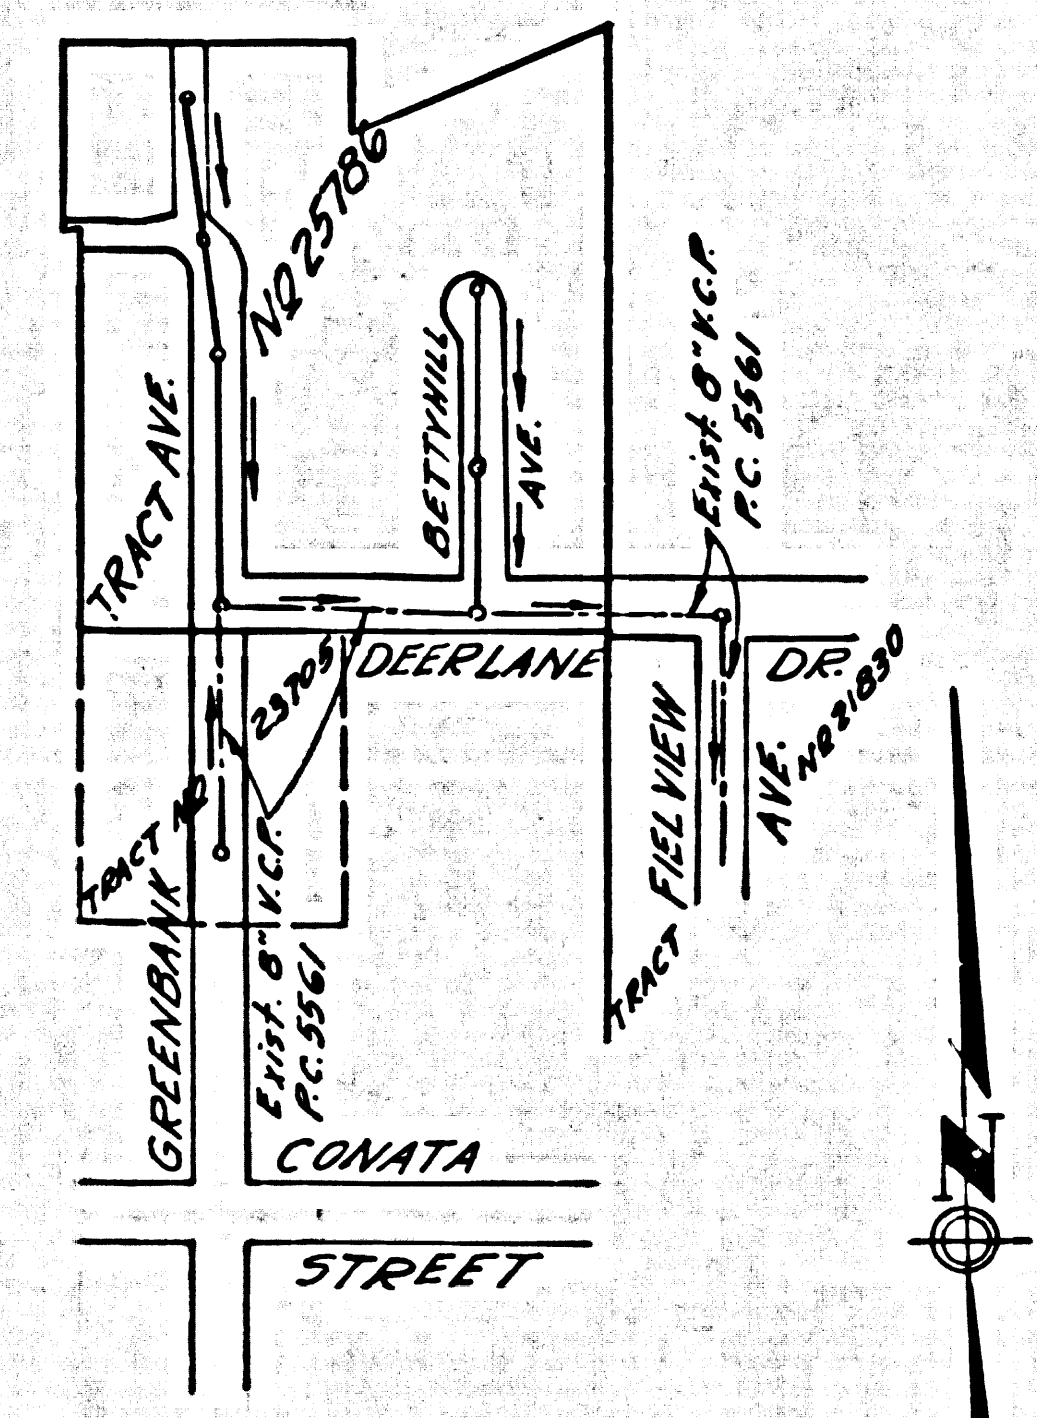 TRACT
No 25786
AVE.
BETTYHILL
AVE.
Exist. 8" V.C.P.
P.C. 5561
DEERLANE
DR.
TRACT No
23705
GREENBANK
Exist. 8" V.C.P.
P.C. 5561
TRACT
No 21830
FIELVIEW
AVE.
CONATA
STREET
N